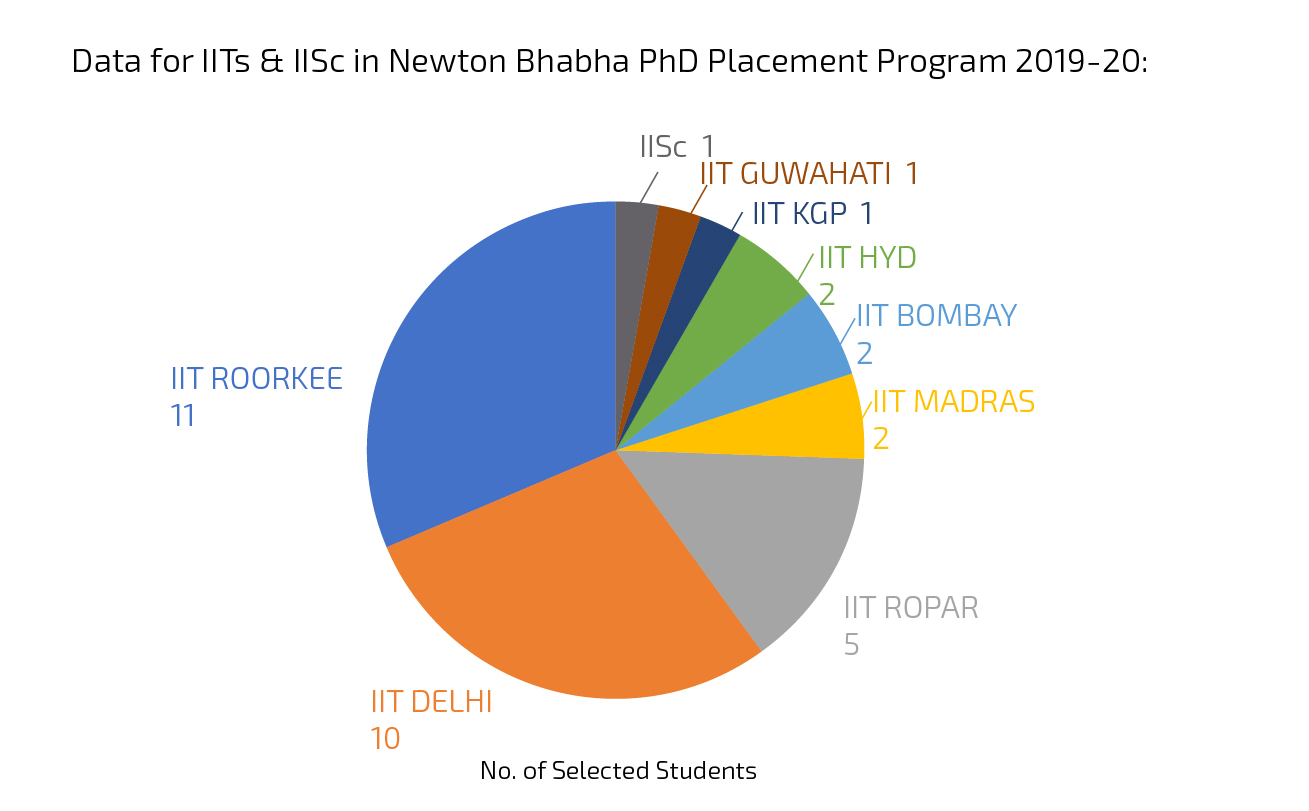 Data for IITs & IISc in Newton Bhabha PhD Placement Program 2019-20:
IISc 1
IIT GUWAHATI 1
IIT KGP 1
IIT HYD
2
IIT BOMBAY
2
IIT MADRAS
2
IIT ROORKEE
11
IIT ROPAR
5
IIT DELHI
10
No. of Selected Students